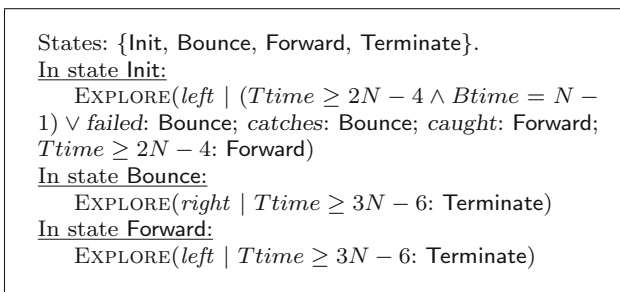 States: {Init, Bounce, Forward, Terminate}.
In state Init:
EXPLORE(left | (Ttime ≥ 2N − 4 ∧ Btime = N −
1) ∨ failed: Bounce; catches: Bounce; caught: Forward;
Ttime ≥ 2N − 4: Forward)
In state Bounce:
EXPLORE(right | Ttime ≥ 3N − 6: Terminate)
In state Forward:
EXPLORE(left | Ttime ≥ 3N − 6: Terminate)